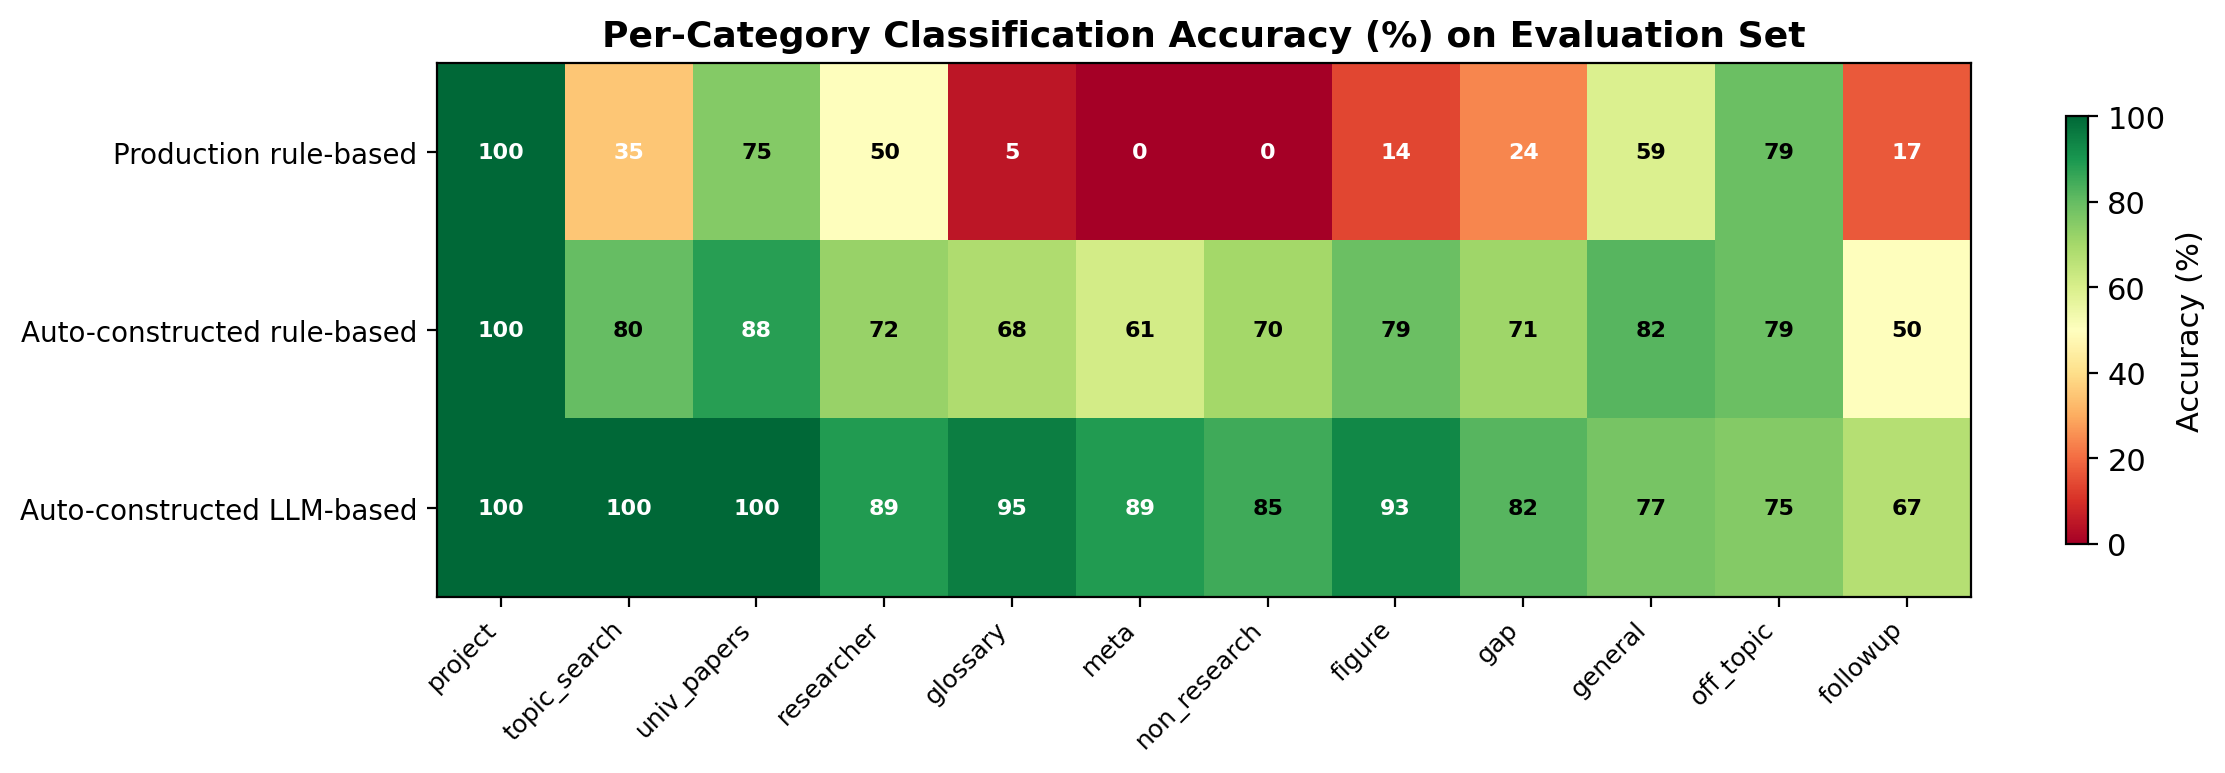 Per-Category Classification Accuracy (%) on Evaluation Set
Production rule-based 100 35 75 50 5 0 0 14 24 59 79 17
Auto-constructed rule-based 100 80 88 72 68 61 70 79 71 82 79 50
Auto-constructed LLM-based 100 100 100 89 95 89 85 93 82 77 75 67
project topic_search univ_papers researcher glossary meta non_research figure gap general off_topic followup
100
80
60
40
20
0
Accuracy (%)